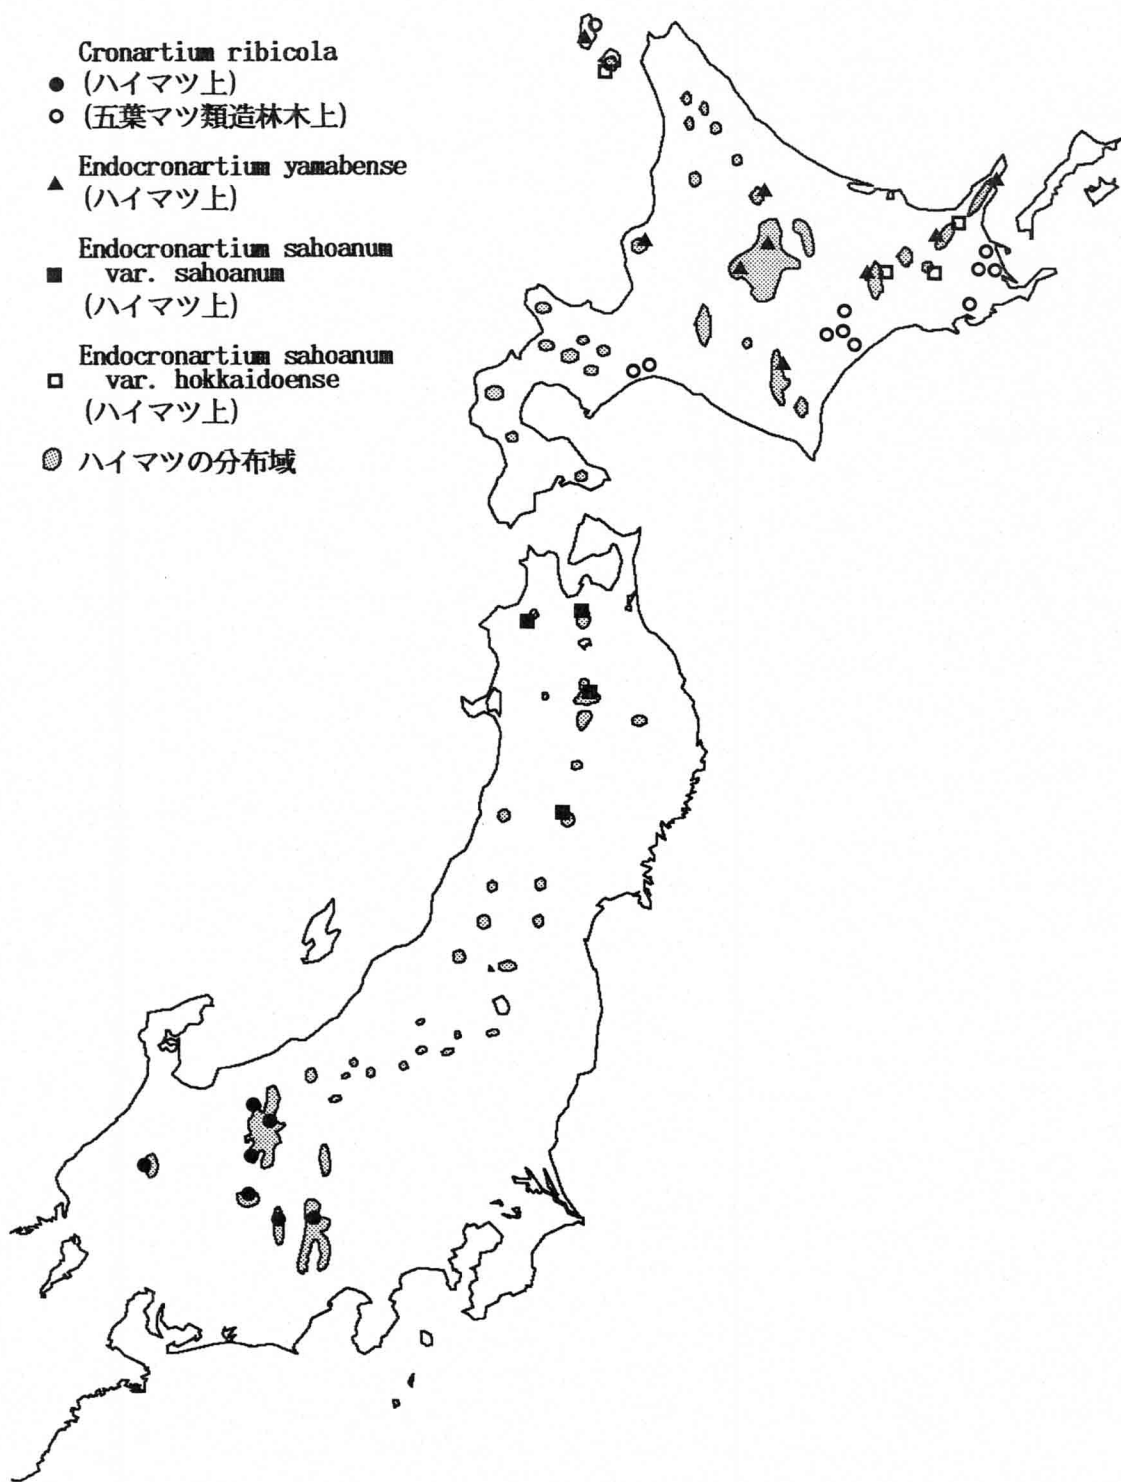 Cronartium ribicola
(ハイマツ上)
(五葉マツ類造林木上)
Endocronartium yamabense
(ハイマツ上)
Endocronartium sahoanum
var. sahoanum
(ハイマツ上)
Endocronartium sahoanum
var. hokkaidoense
(ハイマツ上)
ハイマツの分布域